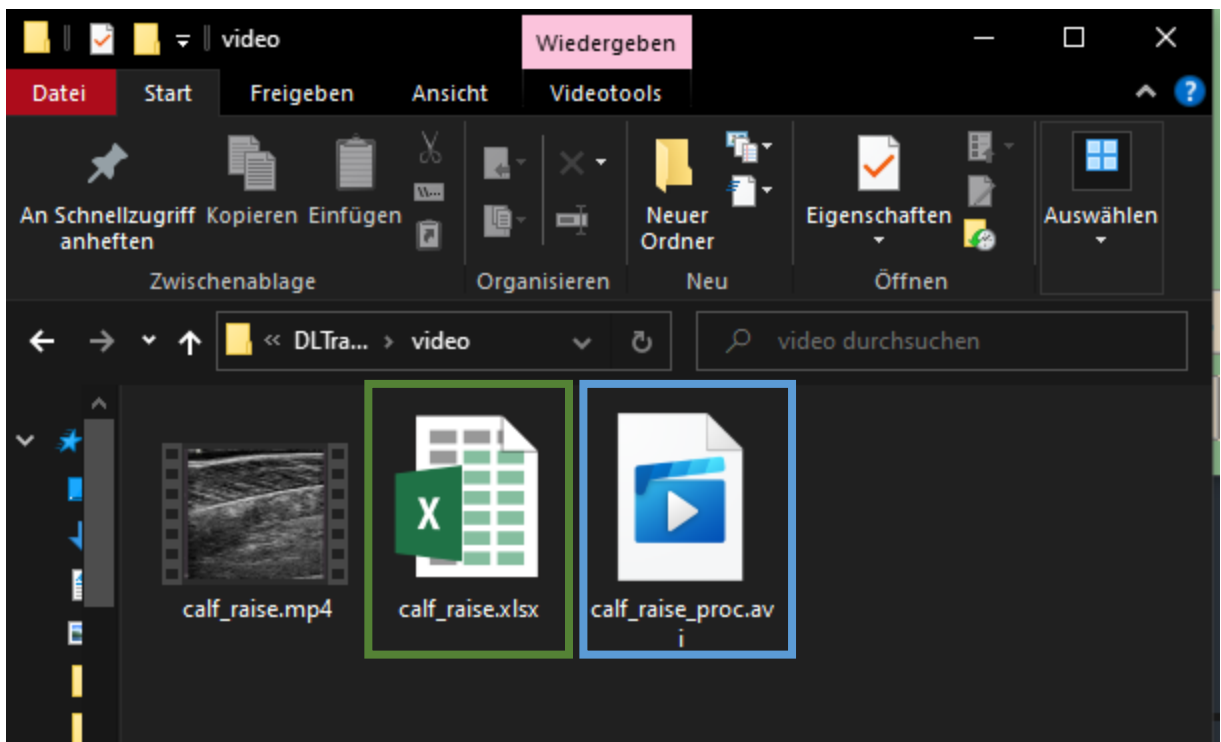 video
Wiedergeben
Datei
Start
Freigeben
Ansicht
Videotools
?
An Schnellzugriff
anheften
Kopieren
Einfügen
Neuer
Ordner
Eigenschaften
Auswählen
Zwischenablage
Organisieren
Neu
Öffnen
« DLTra... › video
video durchsuchen
X
calf_raise.mp4
calf_raise.xlsx
calf_raise_proc.av
i